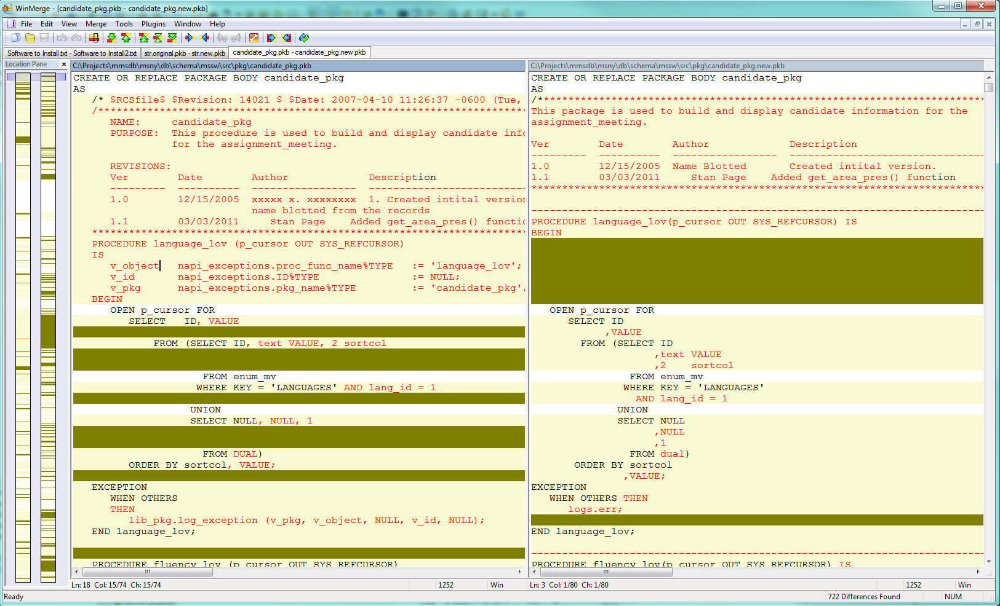 WinMerge - [candidate_pkg.pkb - candidate_pkg.new.pkb]
File Edit View Merge Tools Plugins Window Help
Software to Install.txt - Software to Install2.txt str.original.pkb - str.new.pkb candidate_pkg.pkb - candidate_pkg.new.pkb
Location Pane
C:\Projects\mmsdb\msny\db\schema\mssw\src\pkg\candidate_pkg.pkb
CREATE OR REPLACE PACKAGE BODY candidate_pkg
AS
/* $RCSfile$ $Revision: 14021 $ $Date: 2007-04-10 11:26:37 -0600 (Tue,
/***********************************************************************
NAME: candidate_pkg
PURPOSE: This procedure is used to build and display candidate info
for the assignment_meeting.
REVISIONS:
Ver Date Author Description
--------- ---------- --------------- --------------------------
1.0 12/15/2005 xxxxx x. xxxxxxxx 1. Created intital version
name blotted from the records
1.1 03/03/2011 Stan Page Added get_area_pres() functio
***********************************************************************
PROCEDURE language_lov (p_cursor OUT SYS_REFCURSOR)
IS
v_object napi_exceptions.proc_func_name%TYPE := 'language_lov';
v_id napi_exceptions.ID%TYPE := NULL;
v_pkg napi_exceptions.pkg_name%TYPE := 'candidate_pkg'
BEGIN
OPEN p_cursor FOR
SELECT ID, VALUE
FROM (SELECT ID, text VALUE, 2 sortcol
FROM enum_mv
WHERE KEY = 'LANGUAGES' AND lang_id = 1
UNION
SELECT NULL, NULL, 1
FROM DUAL)
ORDER BY sortcol, VALUE;
EXCEPTION
WHEN OTHERS
THEN
lib_pkg.log_exception (v_pkg, v_object, NULL, v_id, NULL);
END language_lov;
PROCEDURE fluency_lov (p_cursor OUT SYS_REFCURSOR)
Ln: 18 Col: 15/74 Ch: 15/74 1252 Win
C:\Projects\mmsdb\msny\db\schema\mssw\src\pkg\candidate_pkg.new.pkb
CREATE OR REPLACE PACKAGE BODY candidate_pkg
AS
/*************************************************************************
This package is used to build and display candidate information for the
assignment_meeting.
Ver Date Author Description
--------- ---------- ----------------- --------------------------------
1.0 12/15/2005 Name Blotted Created intital version.
1.1 03/03/2011 Stan Page Added get_area_pres() function
**************************************************************************
--------------------------------------------------------------------------
PROCEDURE language_lov(p_cursor OUT SYS_REFCURSOR) IS
BEGIN
OPEN p_cursor FOR
SELECT ID
,VALUE
FROM (SELECT ID
,text VALUE
,2 sortcol
FROM enum_mv
WHERE KEY = 'LANGUAGES'
AND lang_id = 1
UNION
SELECT NULL
,NULL
,1
FROM dual)
ORDER BY sortcol
,VALUE;
EXCEPTION
WHEN OTHERS THEN
logs.err;
END language_lov;
--------------------------------------------------------------------------
PROCEDURE fluency_lov(p_cursor OUT SYS_REFCURSOR) IS
Ln: 3 Col: 1/80 Ch: 1/80 1252 Win
Ready 722 Differences Found NUM